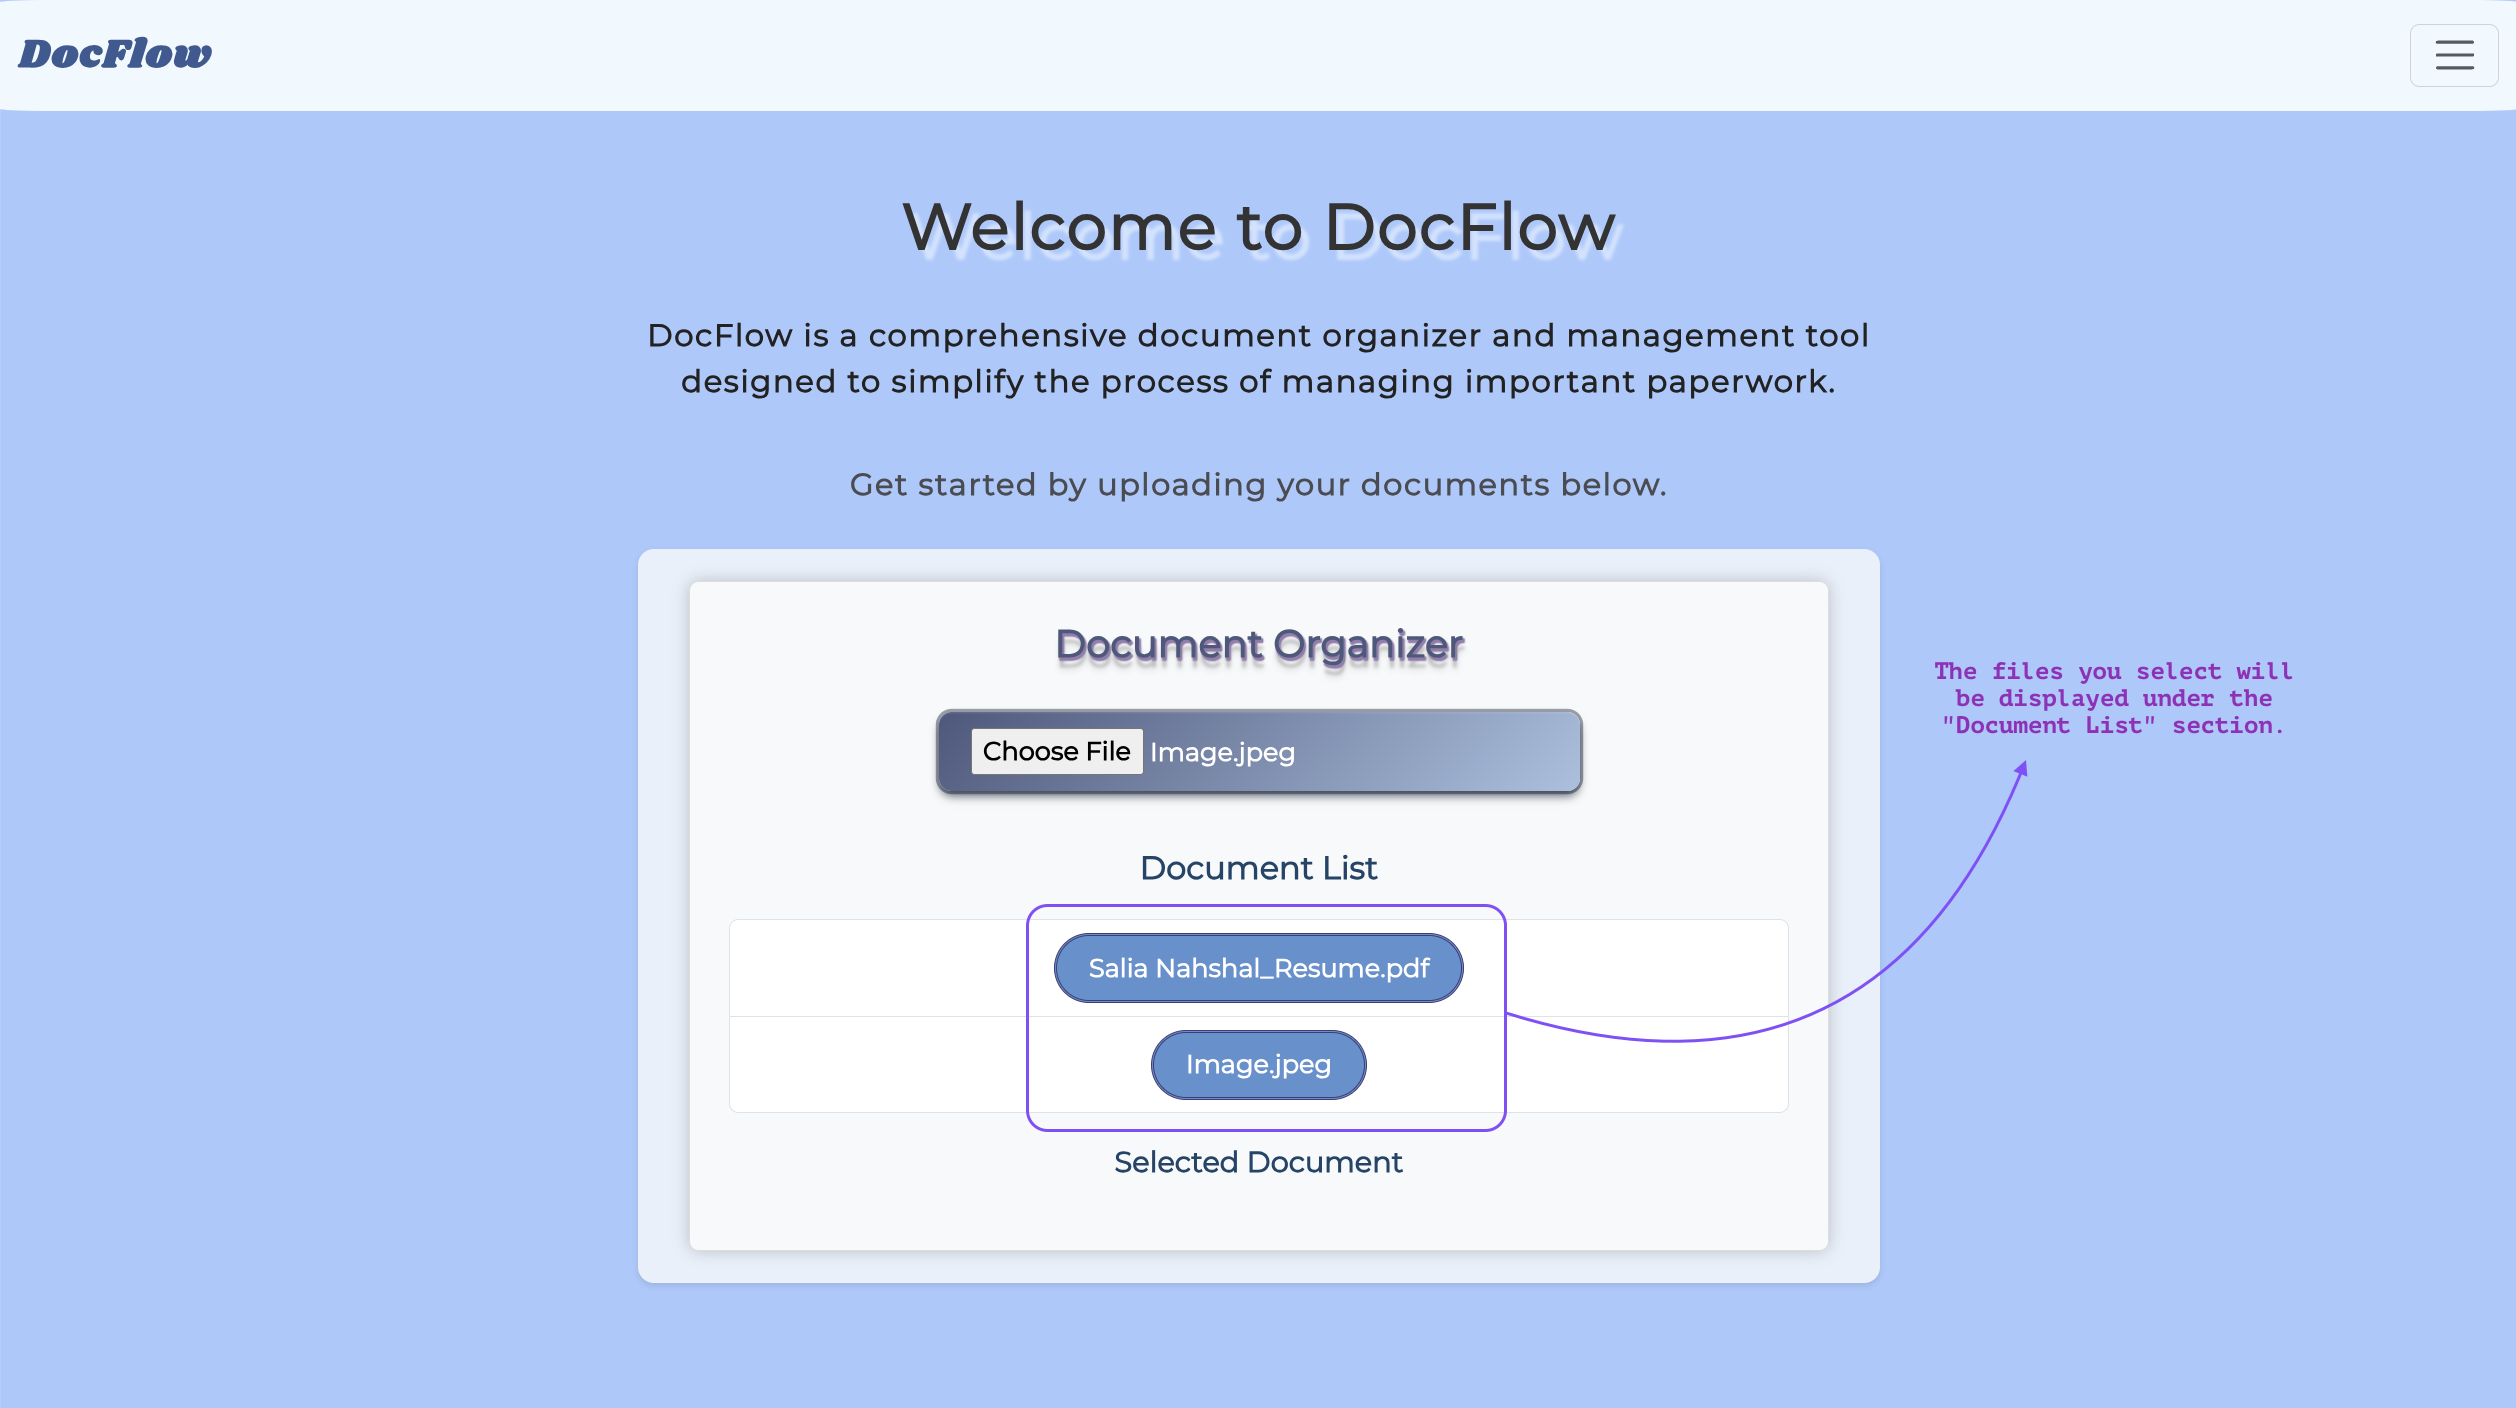 DocFlow
Welcome to DocFlow
DocFlow is a comprehensive document organizer and management tool
designed to simplify the process of managing important paperwork.
Get started by uploading your documents below.
Document Organizer
Choose File Image.jpeg
The files you select will
be displayed under the
"Document List" section.
Document List
Salia Nahshal_Resume.pdf
Image.jpeg
Selected Document